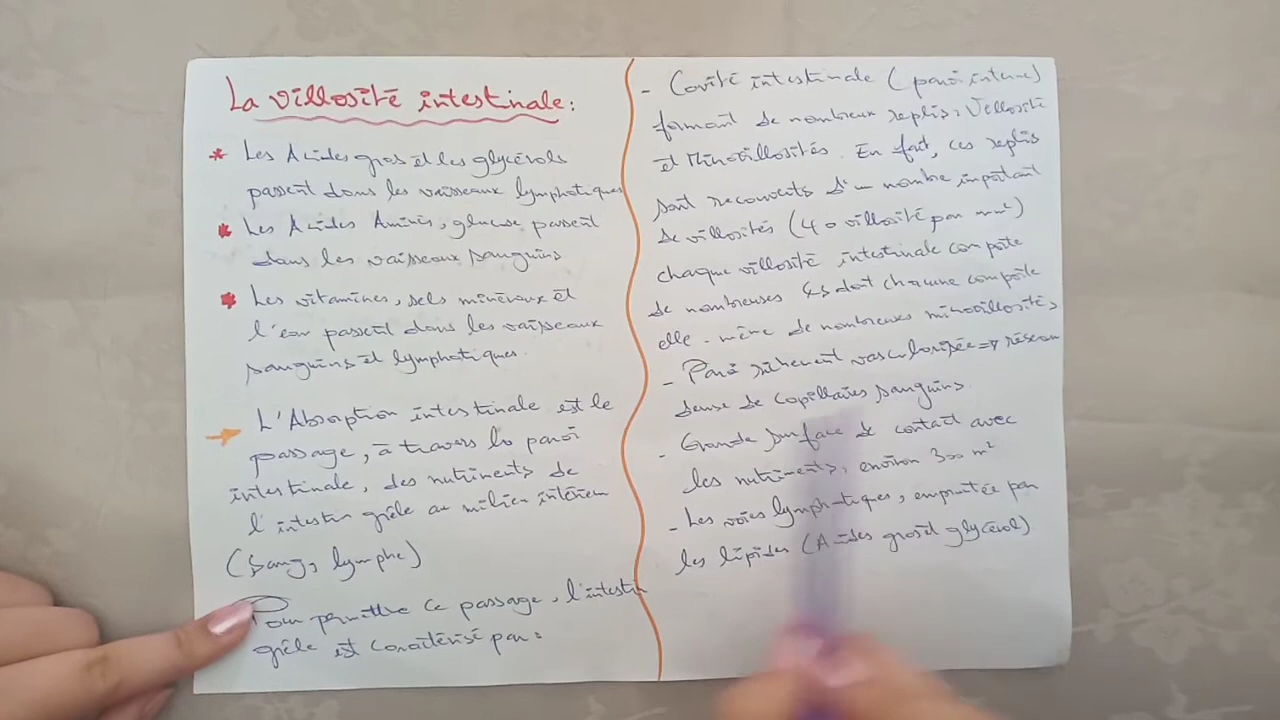 La villosité intestinale :
* Les Acides gras et les glycérols
passent dans les vaisseaux lymphatiques
* Les Acides Aminés, glucose passent
dans les vaisseaux sanguins
* Les vitamines, sels minéraux et
l'eau passent dans les vaisseaux
sanguins et lymphatiques.
→ L'Absorption intestinale est le
passage, à travers la paroi
intestinale, des nutriments de
l'intestin grêle au milieu intérieur
(Sang, lymphe)
Pour permettre ce passage, l'intestin
grêle est caractérisé par :
- Cavité intestinale (paroi interne)
formant de nombreux replis, Vellosité
et Microvillosités. En fait, ces replis
sont recouverts d'un nombre important
de villosités (40 villosité par mm²)
chaque villosité intestinale compote
de nombreuses dont chacune compote
elle-même de nombreuses microvillosités,
- Paroi richement vascularisée => réseau
dense de capillaires sanguins.
- Grande surface de contact avec
les nutriments, environ 300 m²
- Les voies lymphatiques, empruntée par
les lipides (Acides gras et glycérol)